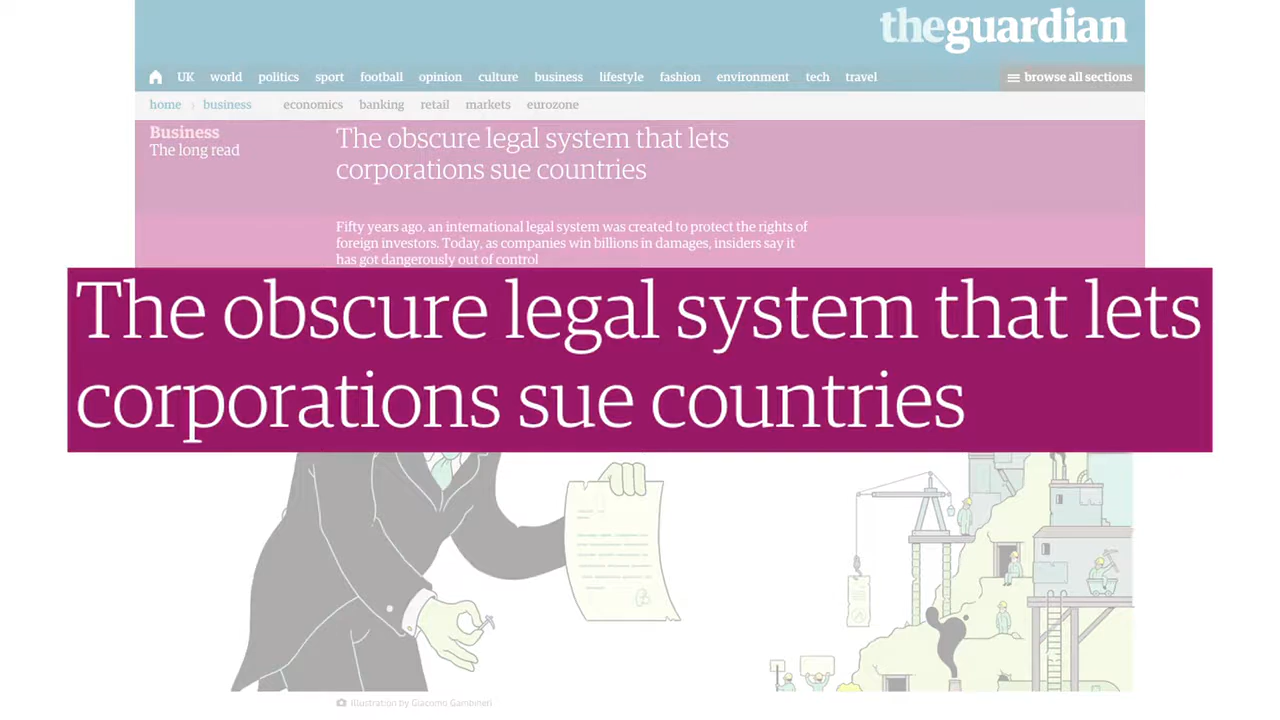 theguardian
UK world politics sport football opinion culture business lifestyle fashion environment tech travel browse all sections
home business economics banking retail markets eurozone
Business
The long read
The obscure legal system that lets
corporations sue countries
Fifty years ago, an international legal system was created to protect the rights of
foreign investors. Today, as companies win billions in damages, insiders say it
has got dangerously out of control
The obscure legal system that lets
corporations sue countries
Illustration by Giacomo Gambineri